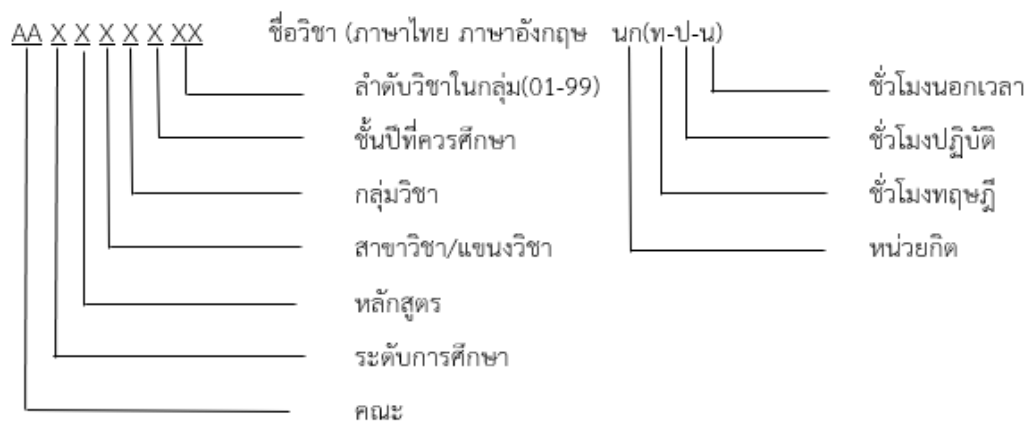 AA X X X X X XX ชื่อวิชา (ภาษาไทย ภาษาอังกฤษ นก(ท-ป-น)
ลำดับวิชาในกลุ่ม(01-99) ชั่วโมงนอกเวลา
ชั้นปีที่ควรศึกษา ชั่วโมงปฏิบัติ
กลุ่มวิชา ชั่วโมงทฤษฎี
สาขาวิชา/แขนงวิชา หน่วยกิต
หลักสูตร
ระดับการศึกษา
คณะ